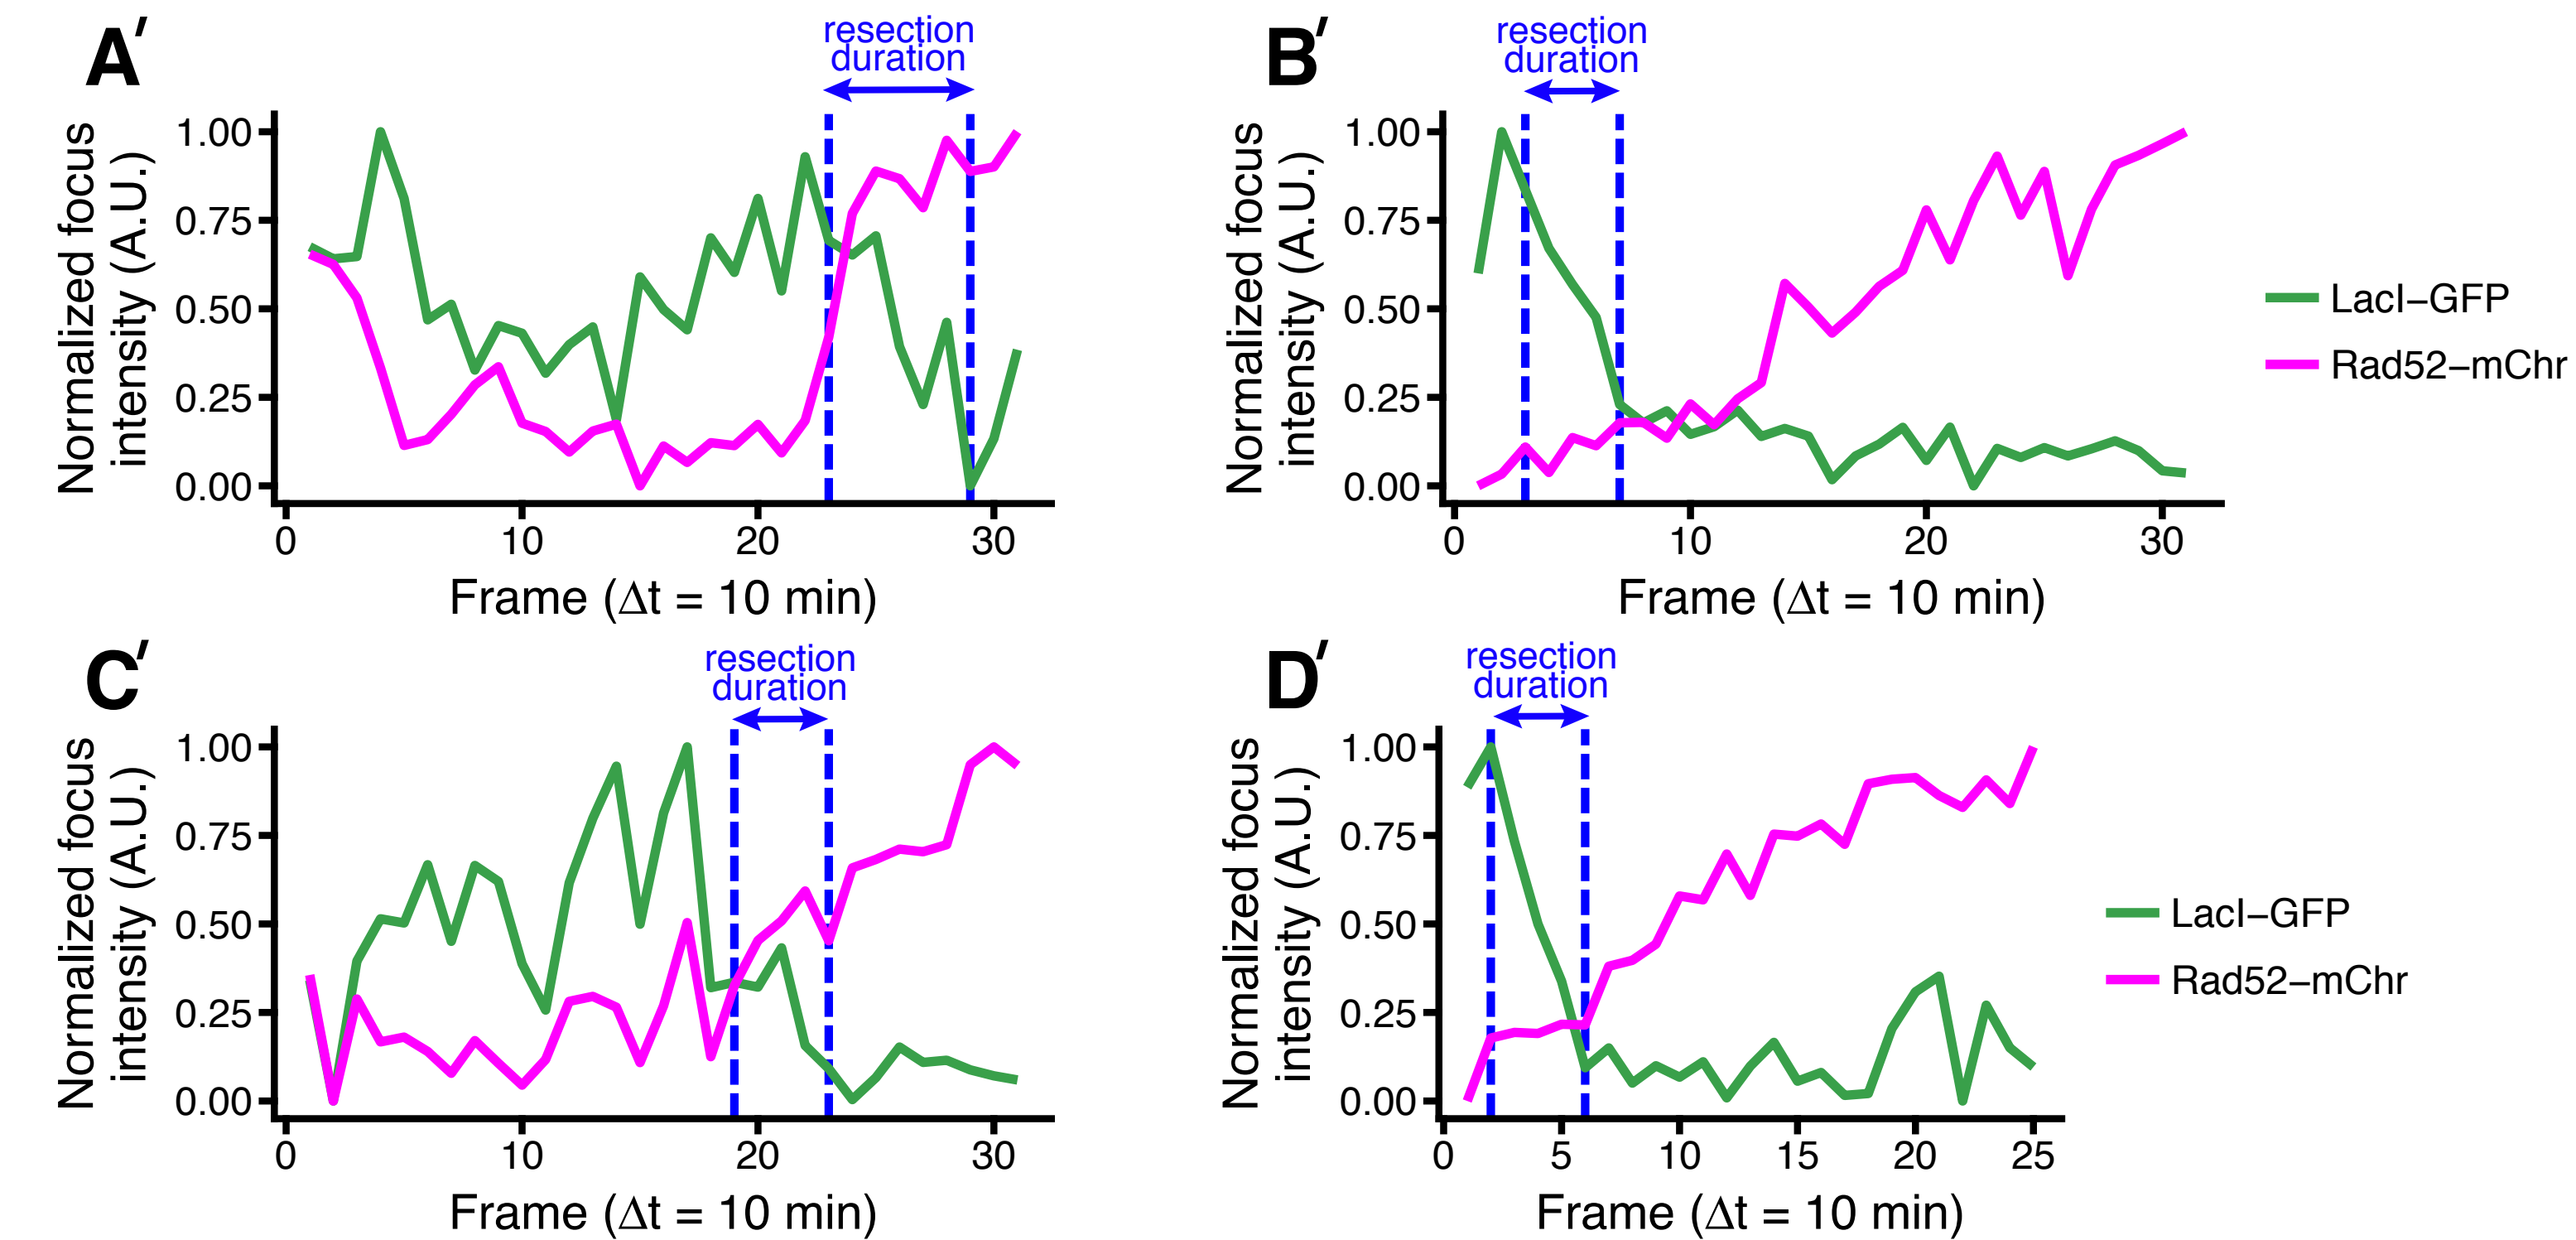 A′
resection
duration
Normalized focus
intensity (A.U.)
1.00
0.75
0.50
0.25
0.00
0 10 20 30
Frame (Δt = 10 min)
B′
resection
duration
Normalized focus
intensity (A.U.)
1.00
0.75
0.50
0.25
0.00
0 10 20 30
Frame (Δt = 10 min)
LacI–GFP
Rad52–mChr
C′
resection
duration
Normalized focus
intensity (A.U.)
1.00
0.75
0.50
0.25
0.00
0 10 20 30
Frame (Δt = 10 min)
D′
resection
duration
Normalized focus
intensity (A.U.)
1.00
0.75
0.50
0.25
0.00
0 5 10 15 20 25
Frame (Δt = 10 min)
LacI–GFP
Rad52–mChr